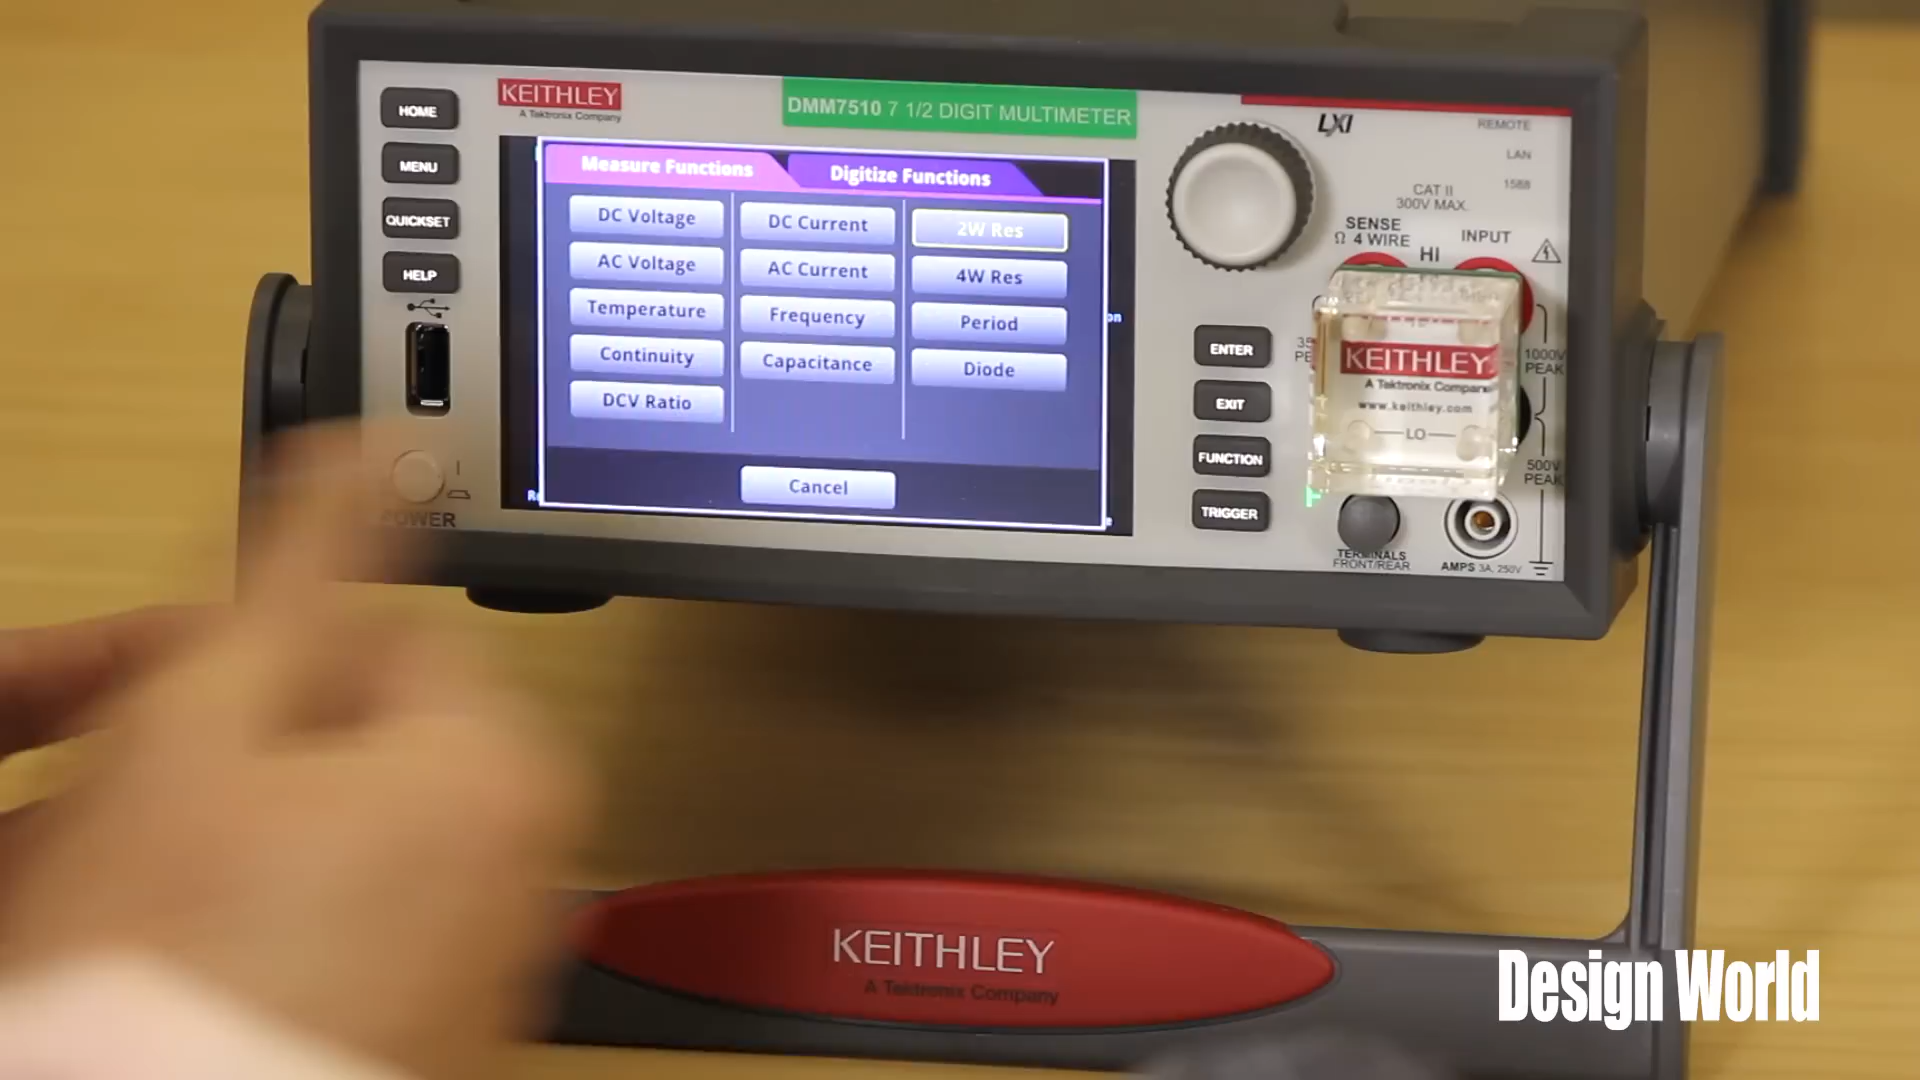 HOME
MENU
QUICKSET
HELP
POWER
KEITHLEY
A Tektronix Company
DMM7510 7 1/2 DIGIT MULTIMETER
Measure Functions
Digitize Functions
DC Voltage
DC Current
2W Res
AC Voltage
AC Current
4W Res
Temperature
Frequency
Period
Continuity
Capacitance
Diode
DCV Ratio
Cancel
LXI
REMOTE
LAN
1588
CAT II
300V MAX.
SENSE
Ω 4 WIRE
INPUT
HI
ENTER
EXIT
FUNCTION
TRIGGER
KEITHLEY
A Tektronix Company
www.keithley.com
LO
1000V
PEAK
500V
PEAK
TERMINALS
FRONT/REAR
AMPS 3A, 250V
KEITHLEY
A Tektronix Company
Design World